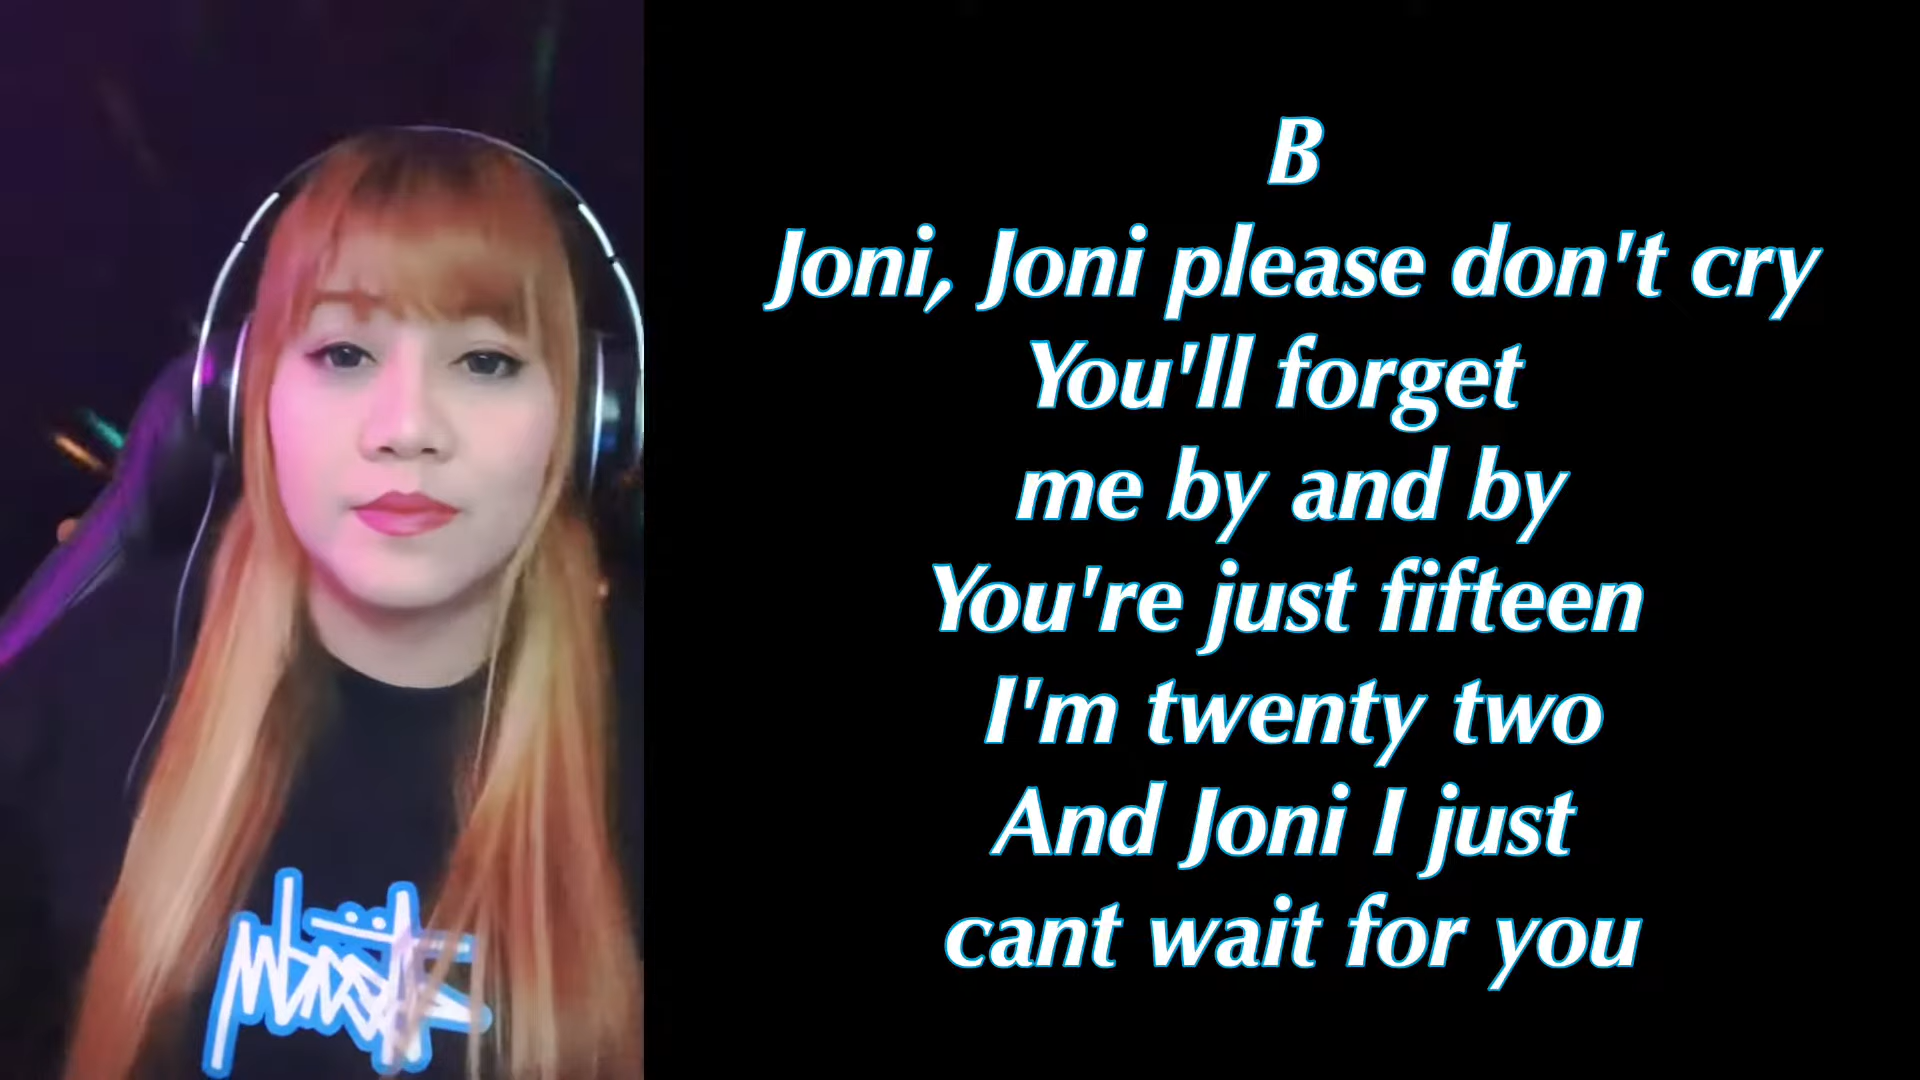 B
Joni, Joni please don't cry
You'll forget
me by and by
You're just fifteen
I'm twenty two
And Joni I just
cant wait for you